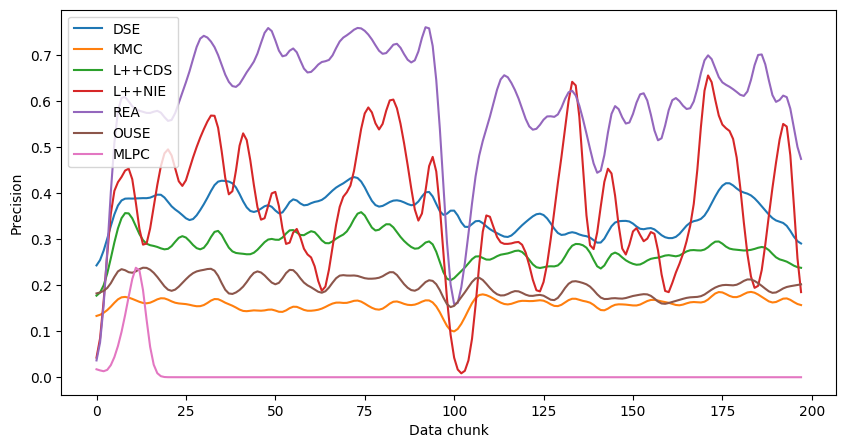 DSE
KMC
L++CDS
L++NIE
REA
OUSE
MLPC
Precision
0.7
0.6
0.5
0.4
0.3
0.2
0.1
0.0
0 25 50 75 100 125 150 175 200
Data chunk